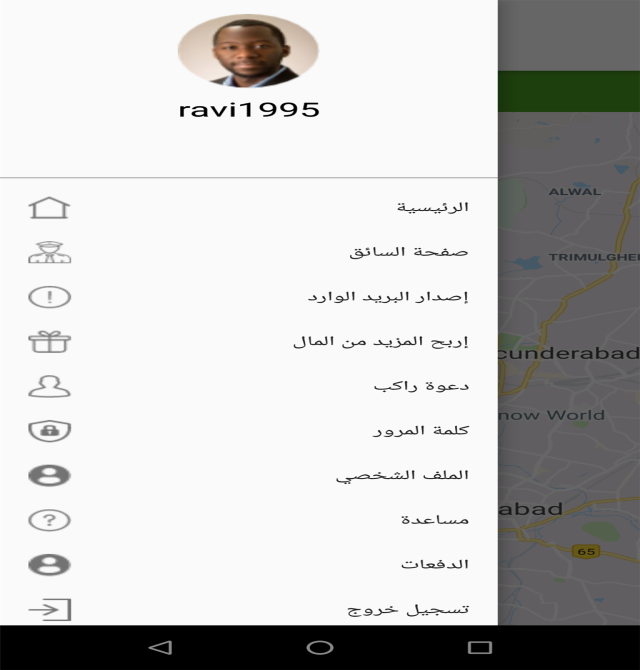 ravi1995
الرئيسية
صفحة السائق
إصدار البريد الوارد
إربح المزيد من المال
دعوة راكب
كلمة المرور
الملف الشخصي
مساعدة
الدفعات
تسجيل خروج
ALWAL
TRIMULGHE
cunderabad
now World
abad
65